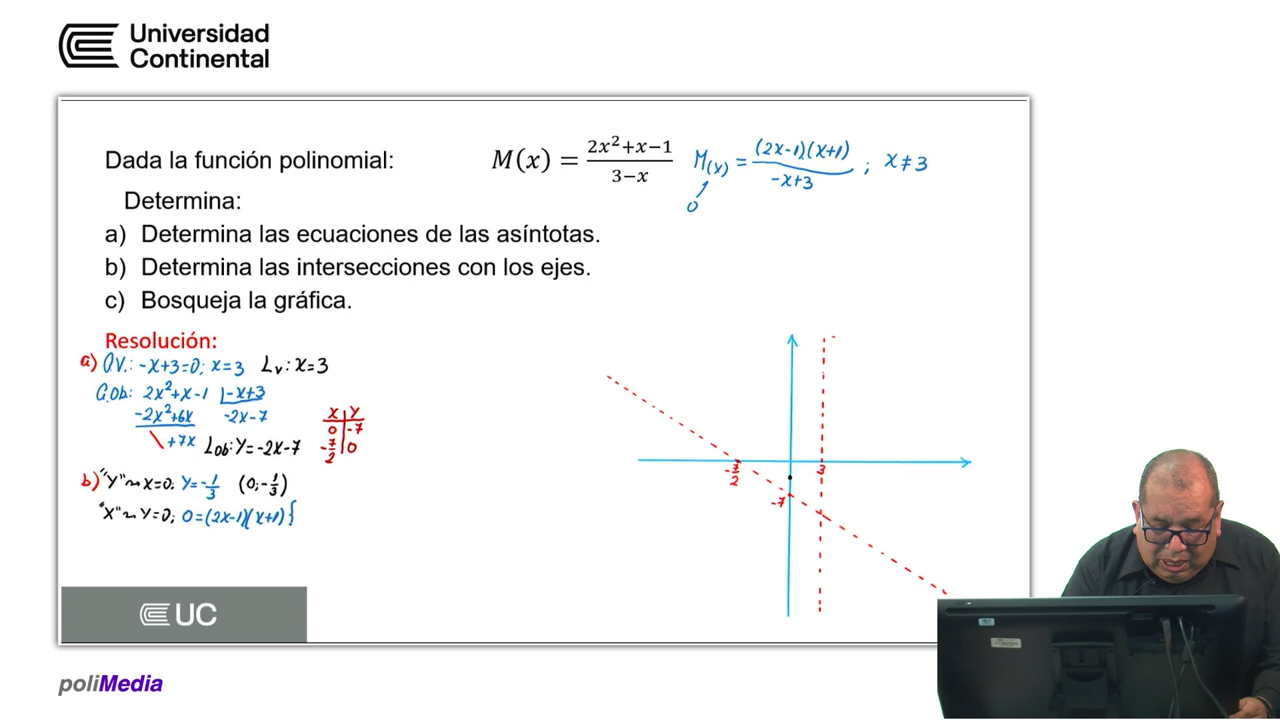 Universidad
Continental
Dada la función polinomial: M(x) = 2x²+x−1 / 3−x M(x) = (2x-1)(x+1) / -x+3 ; x≠3
0
Determina:
a) Determina las ecuaciones de las asíntotas.
b) Determina las intersecciones con los ejes.
c) Bosqueja la gráfica.
Resolución:
a) -x+3=0; x=3 Lv: x=3
2x²+x-1 |-x+3
-2x²+6x -2x-7
+7x Lob: Y=-2x-7
x | Y
0 | -7
-7/2 | 0
b) "Y" ~ x=0; Y=-1/3 (0;-1/3)
"X" ~ Y=0; 0=(2x-1)(x+1){
-7/2
3
-7
UC
poliMedia